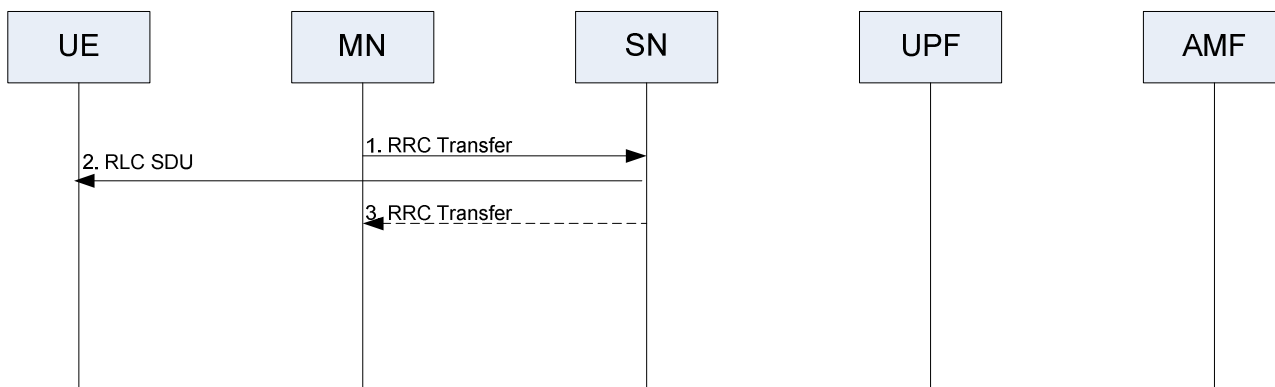 UE
MN
SN
UPF
AMF
1. RRC Transfer
2. RLC SDU
3. RRC Transfer